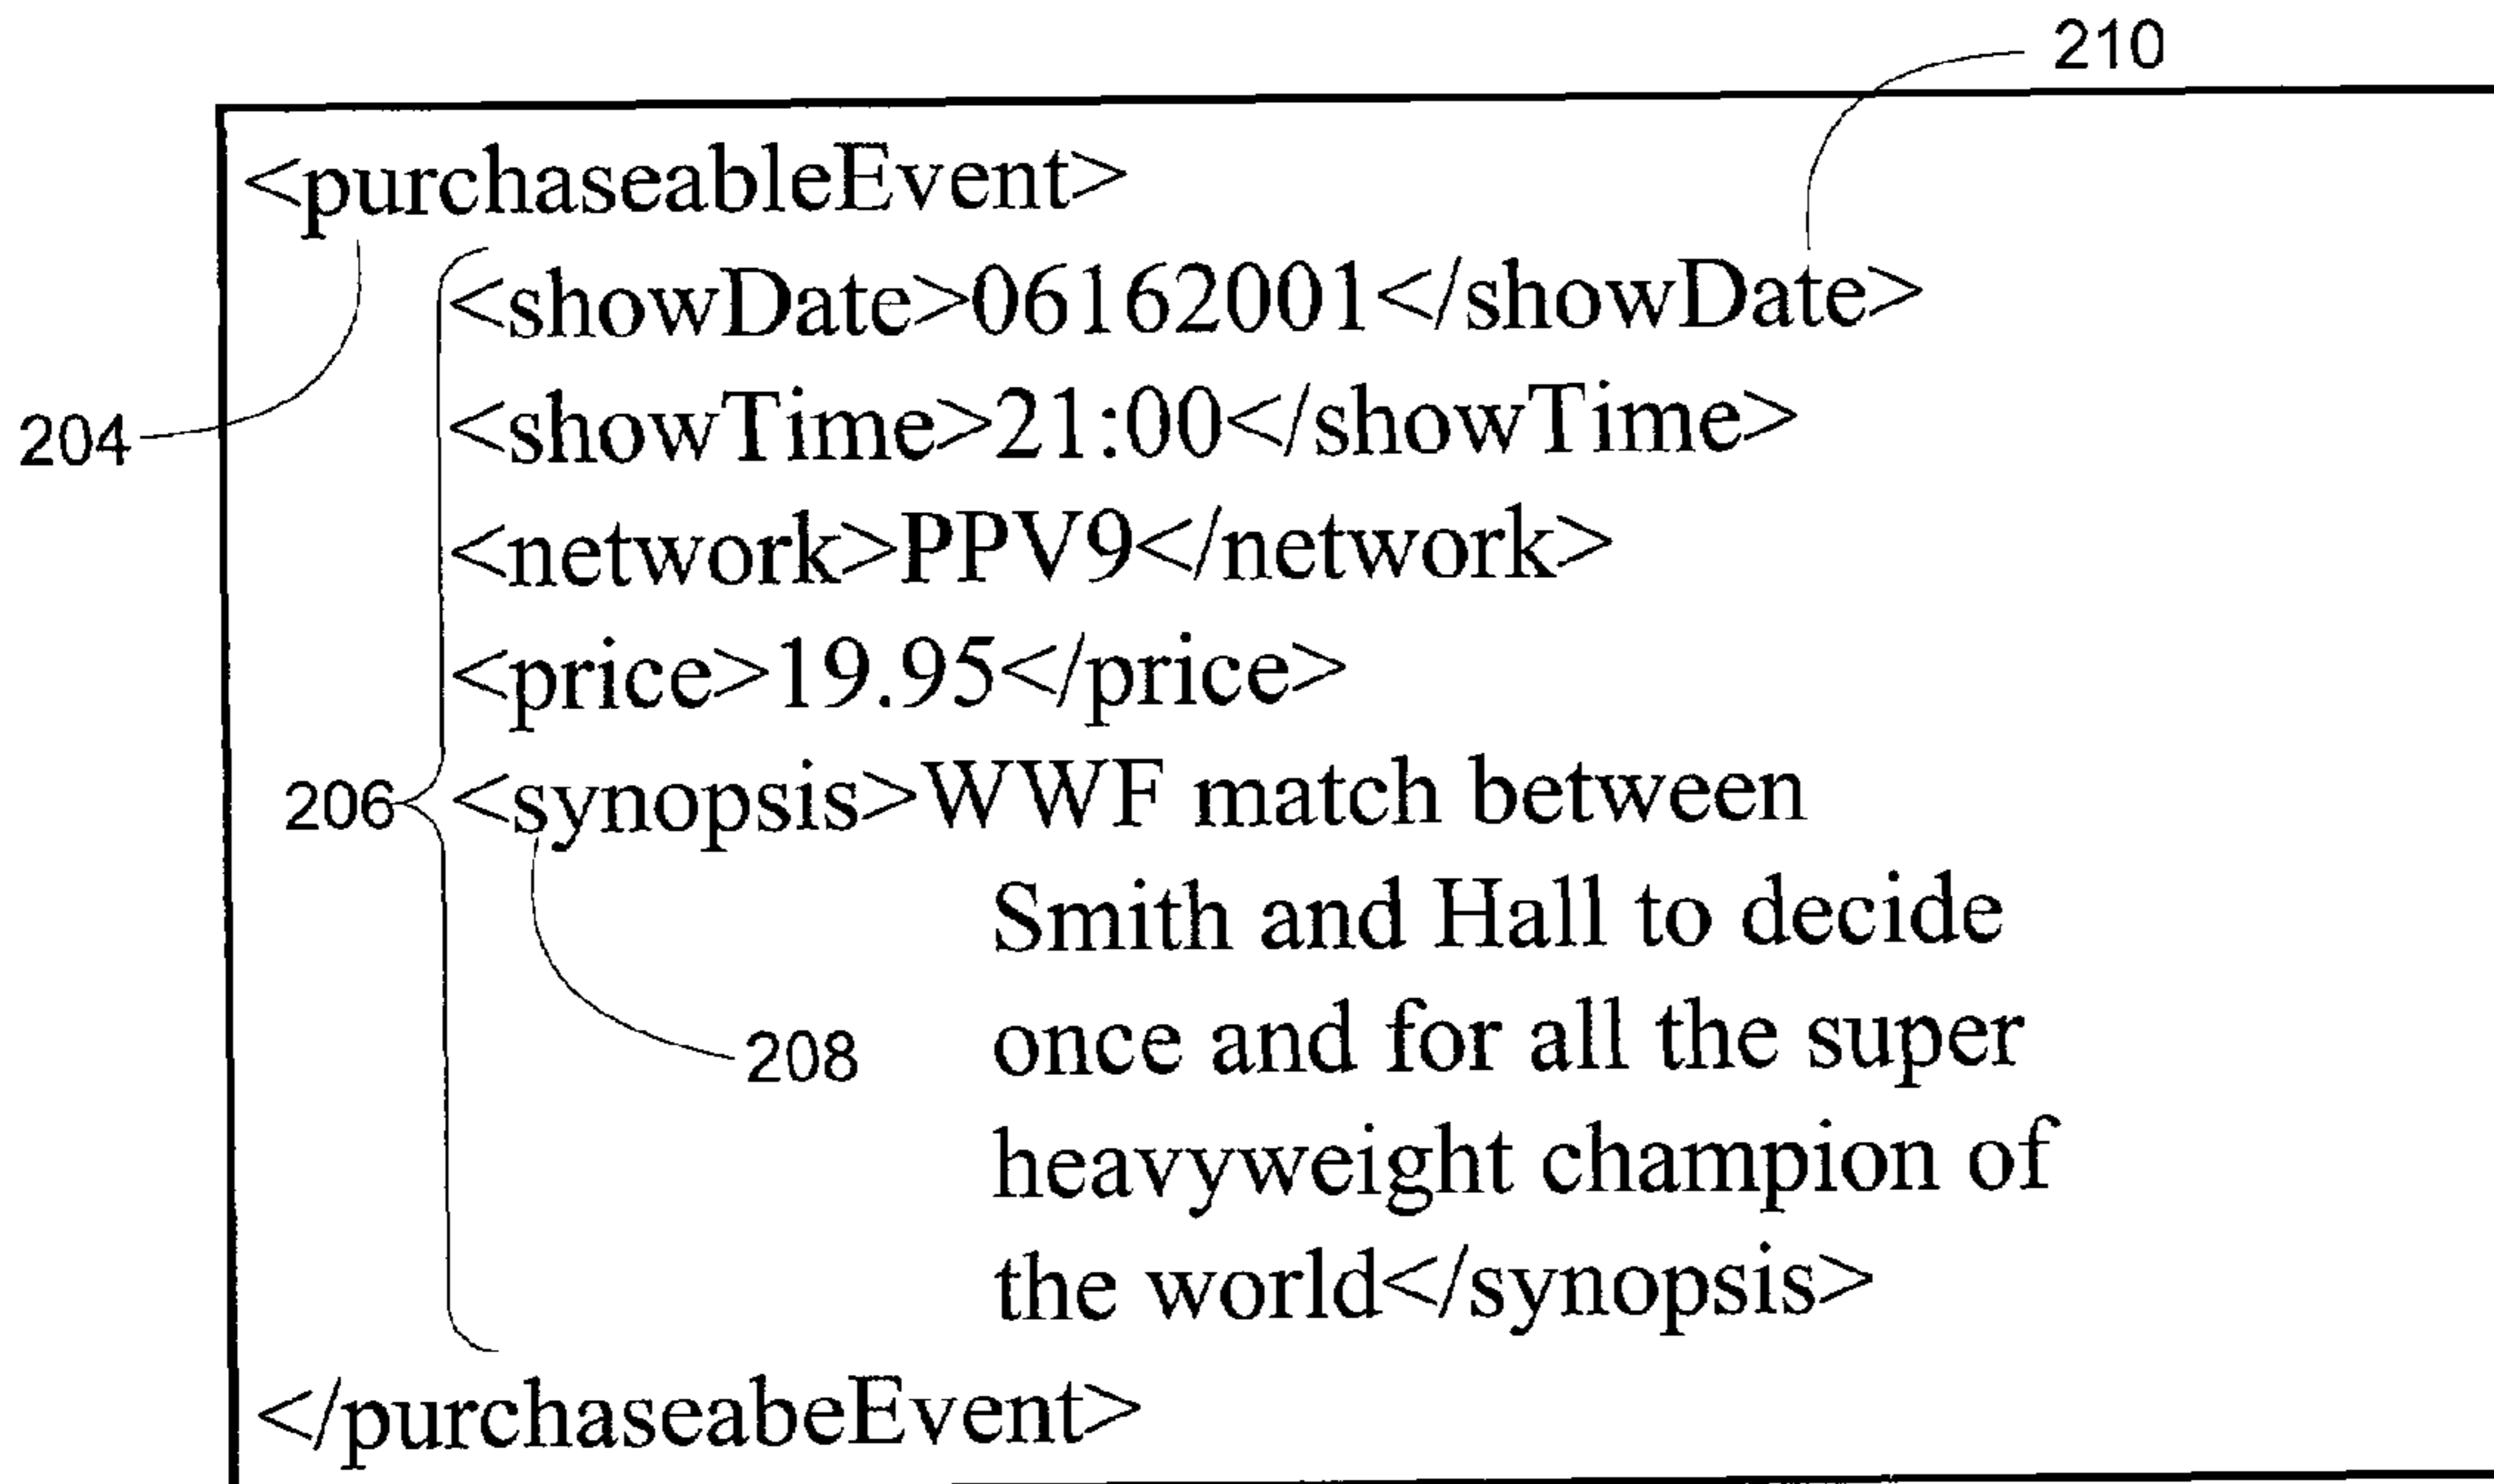 210
<purchaseableEvent>
<showDate>06162001</showDate>
204
<showTime>21:00</showTime>
<network>PPV9</network>
<price>19.95</price>
206
<synopsis>WWF match between
Smith and Hall to decide
208
once and for all the super
heavyweight champion of
the world</synopsis>
</purchaseabeEvent>